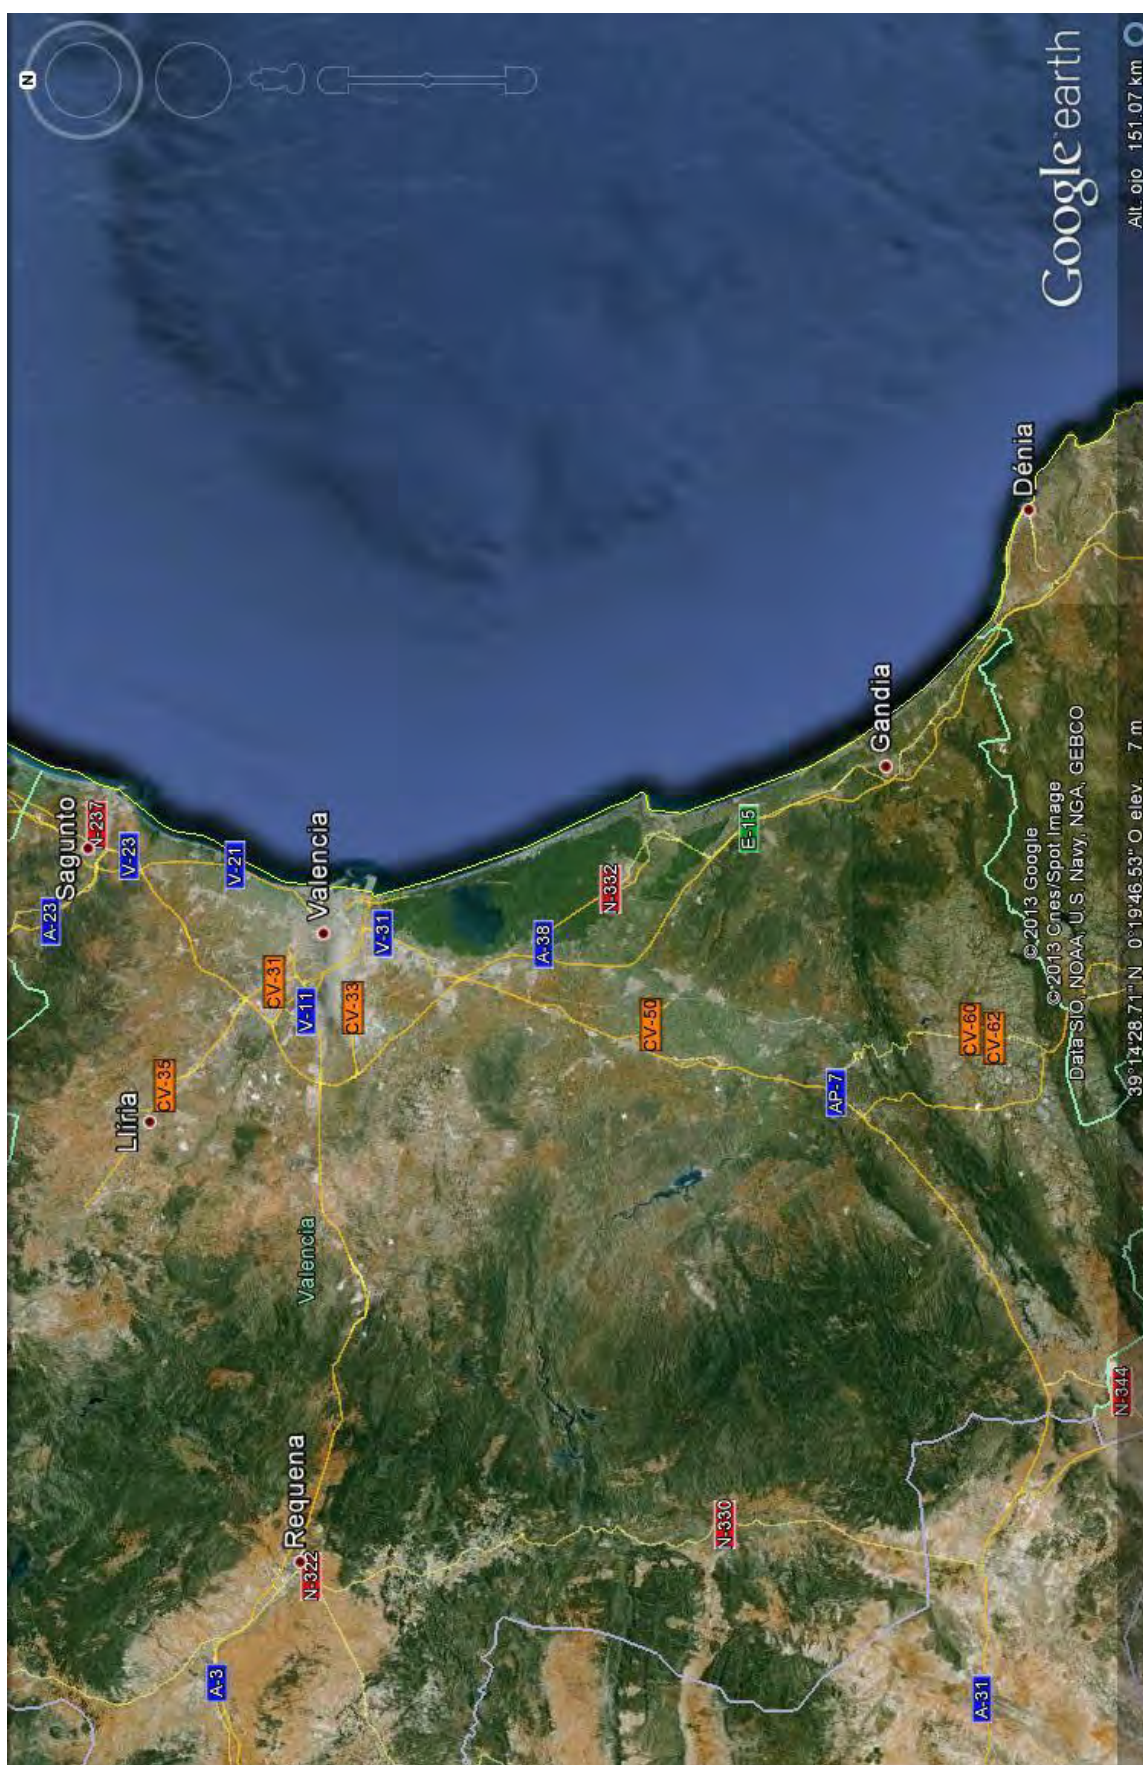 N
A-23
Sagunto
N-237
Llíria
V-23
CV-35
A-3
V-21
CV-31
Requena
Valencia
V-11
N-322
Valencia
CV-33
V-31
A-38
N-332
CV-50
N-330
E-15
AP-7
Gandia
CV-60
A-31
CV-62
Dénia
© 2013 Google
© 2013 Cnes/Spot Image
Data SIO, NOAA, U.S. Navy, NGA, GEBCO
Google earth
N-344
39°14'28.71" N 0°19'46.53" O elev. 7 m
Alt. ojo 151.07 km